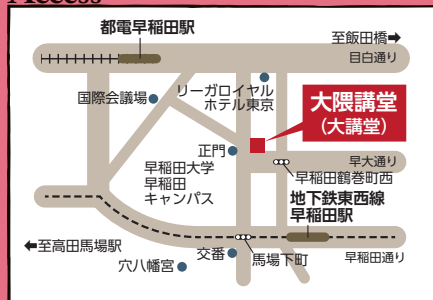 Access
都電早稲田駅
至飯田橋➡
目白通り
リーガロイヤル
ホテル東京
国際会議場
大隈講堂
(大講堂)
正門
早稲田大学
早稲田
キャンパス
早大通り
早稲田鶴巻町西
地下鉄東西線
早稲田駅
⬅至高田馬場駅
交番
馬場下町
早稲田通り
穴八幡宮